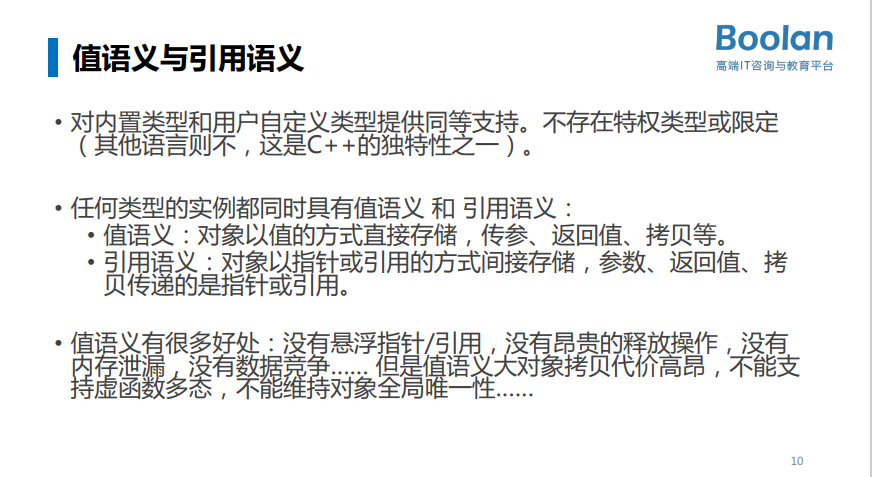 Boolan
高端IT咨询与教育平台
值语义与引用语义
• 对内置类型和用户自定义类型提供同等支持。不存在特权类型或限定
（其他语言则不，这是C++的独特性之一）。
• 任何类型的实例都同时具有值语义 和 引用语义：
• 值语义：对象以值的方式直接存储，传参、返回值、拷贝等。
• 引用语义：对象以指针或引用的方式间接存储，参数、返回值、拷
贝传递的是指针或引用。
• 值语义有很多好处：没有悬浮指针/引用，没有昂贵的释放操作，没有
内存泄漏，没有数据竞争…… 但是值语义大对象拷贝代价高昂，不能支
持虚函数多态，不能维持对象全局唯一性……
10